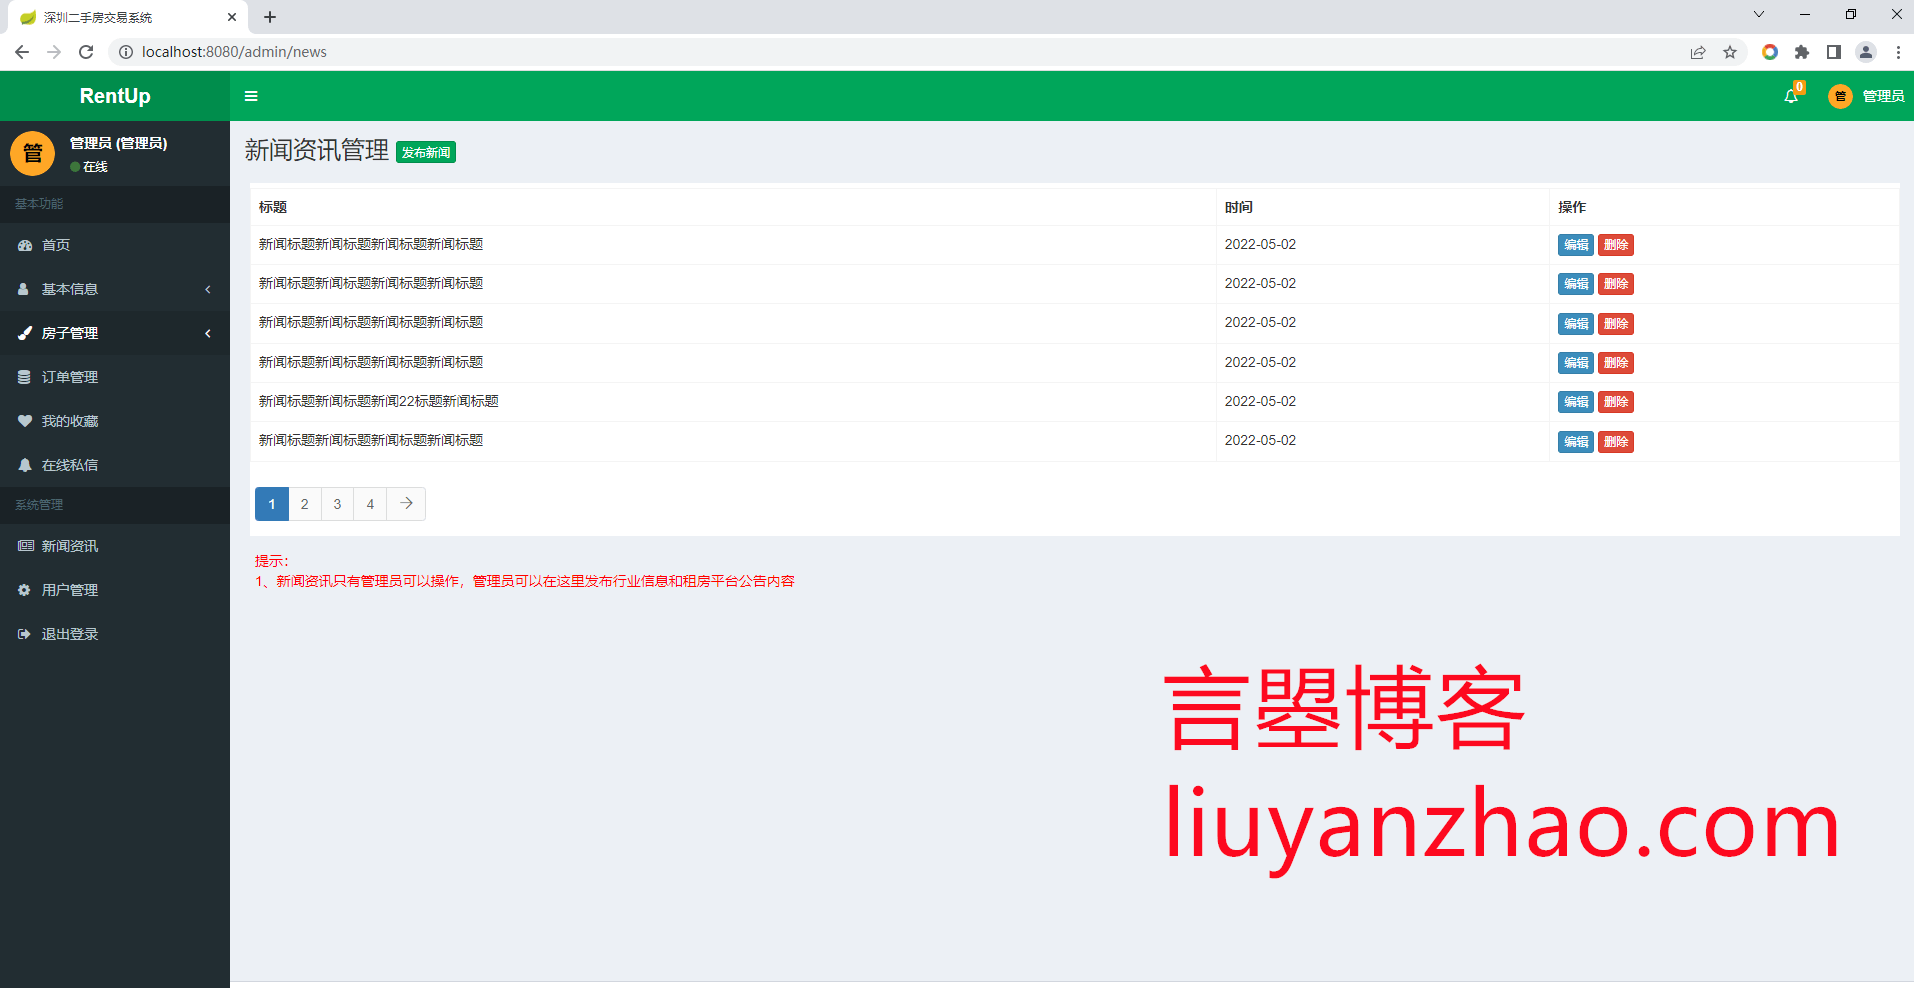 深圳二手房交易系统
localhost:8080/admin/news
RentUp
0
管 管理员
管
管理员 (管理员)
在线
基本功能
首页
基本信息
房子管理
订单管理
我的收藏
在线私信
系统管理
新闻资讯
用户管理
退出登录
新闻资讯管理 发布新闻
标题 时间 操作
新闻标题新闻标题新闻标题新闻标题 2022-05-02 编辑 删除
新闻标题新闻标题新闻标题新闻标题 2022-05-02 编辑 删除
新闻标题新闻标题新闻标题新闻标题 2022-05-02 编辑 删除
新闻标题新闻标题新闻标题新闻标题 2022-05-02 编辑 删除
新闻标题新闻标题新闻22标题新闻标题 2022-05-02 编辑 删除
新闻标题新闻标题新闻标题新闻标题 2022-05-02 编辑 删除
1 2 3 4 →
提示：
1、新闻资讯只有管理员可以操作，管理员可以在这里发布行业信息和租房平台公告内容
言曌博客
liuyanzhao.com